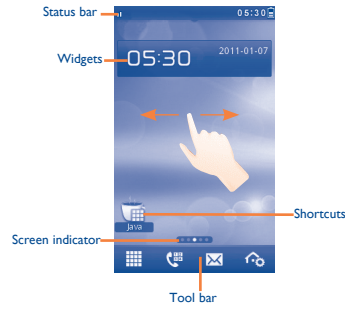 Status bar
05:30
Widgets
05:30
2011-01-07
Java
Shortcuts
Screen indicator
Tool bar